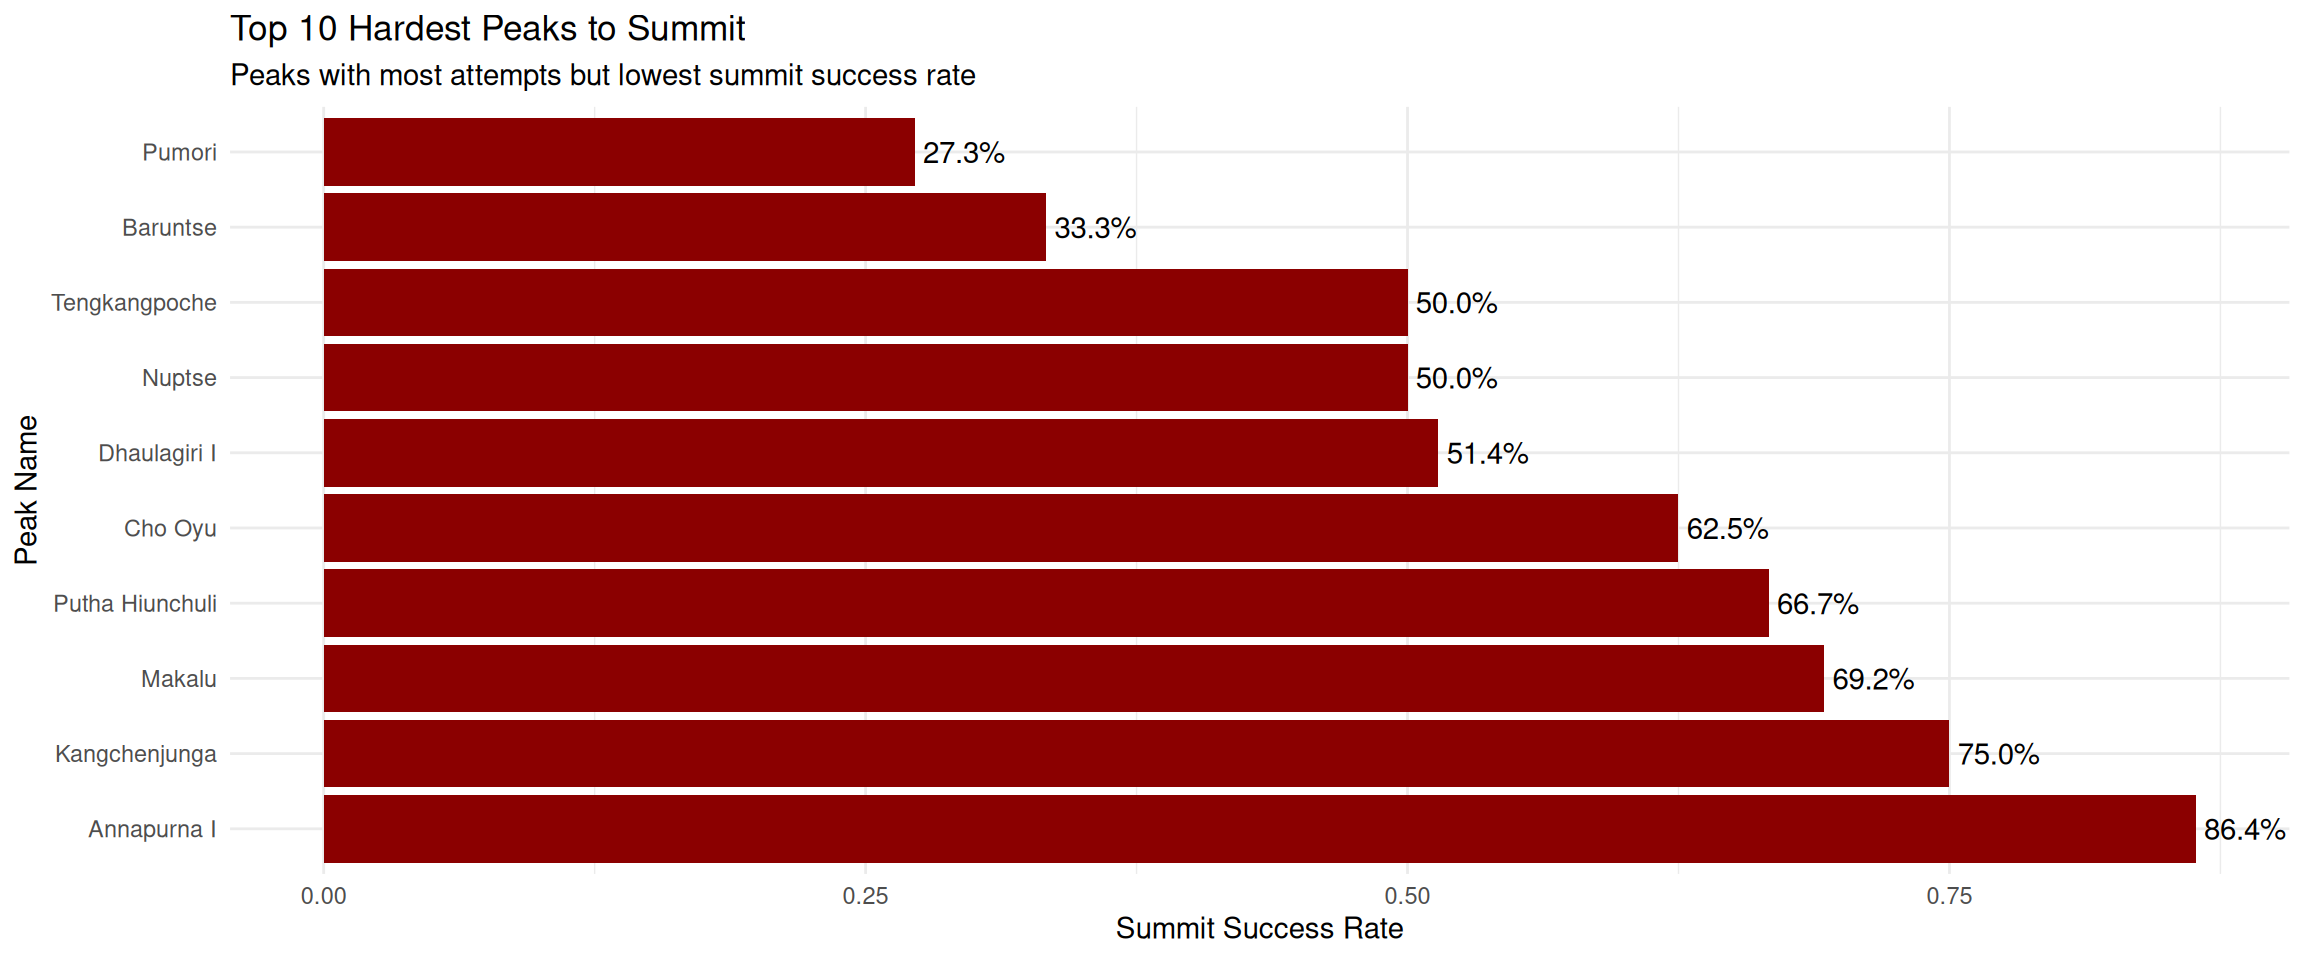 Top 10 Hardest Peaks to Summit
Peaks with most attempts but lowest summit success rate
Peak Name
Pumori 27.3%
Baruntse 33.3%
Tengkangpoche 50.0%
Nuptse 50.0%
Dhaulagiri I 51.4%
Cho Oyu 62.5%
Putha Hiunchuli 66.7%
Makalu 69.2%
Kangchenjunga 75.0%
Annapurna I 86.4%
0.00 0.25 0.50 0.75
Summit Success Rate